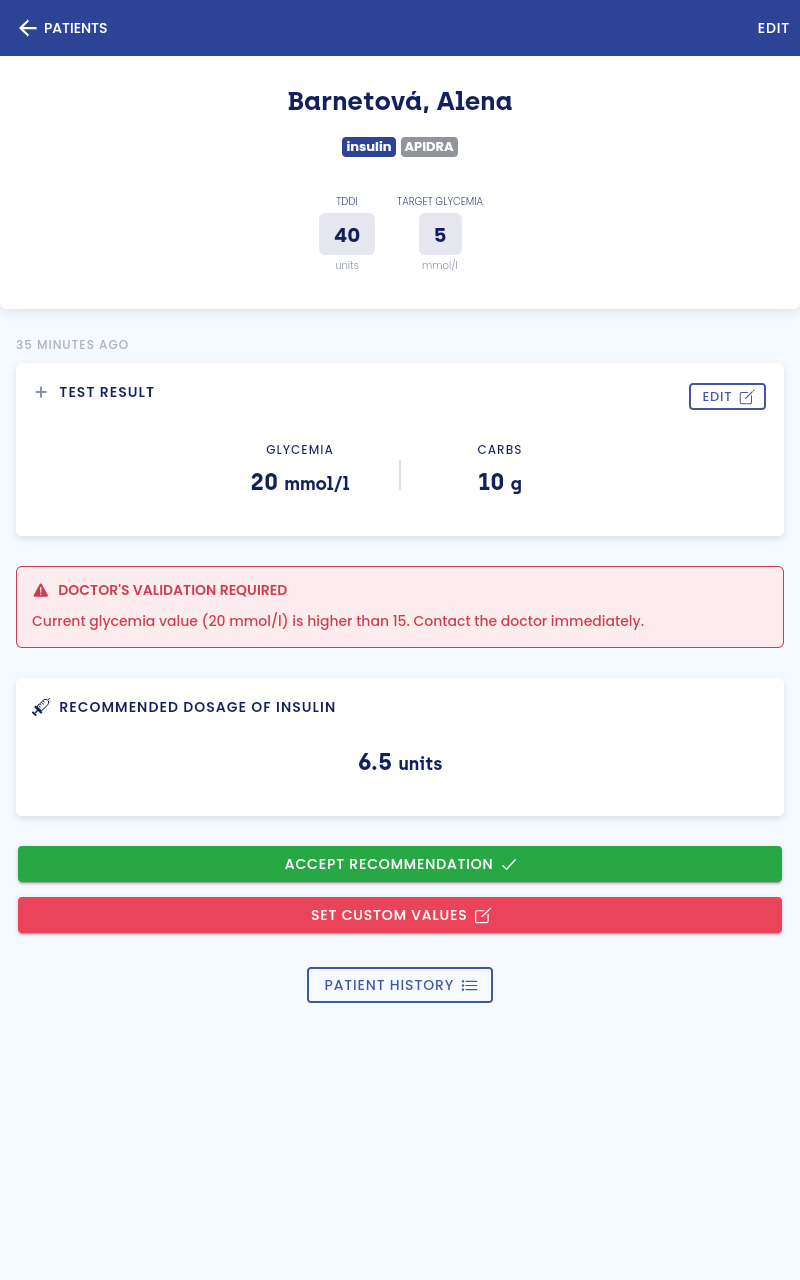 PATIENTS
EDIT
Barnetová, Alena
insulin APIDRA
TDDI
TARGET GLYCEMIA
40
5
units
mmol/l
35 MINUTES AGO
TEST RESULT
EDIT
GLYCEMIA
CARBS
20 mmol/l
10 g
DOCTOR'S VALIDATION REQUIRED
Current glycemia value (20 mmol/l) is higher than 15. Contact the doctor immediately.
RECOMMENDED DOSAGE OF INSULIN
6.5 units
ACCEPT RECOMMENDATION
SET CUSTOM VALUES
PATIENT HISTORY